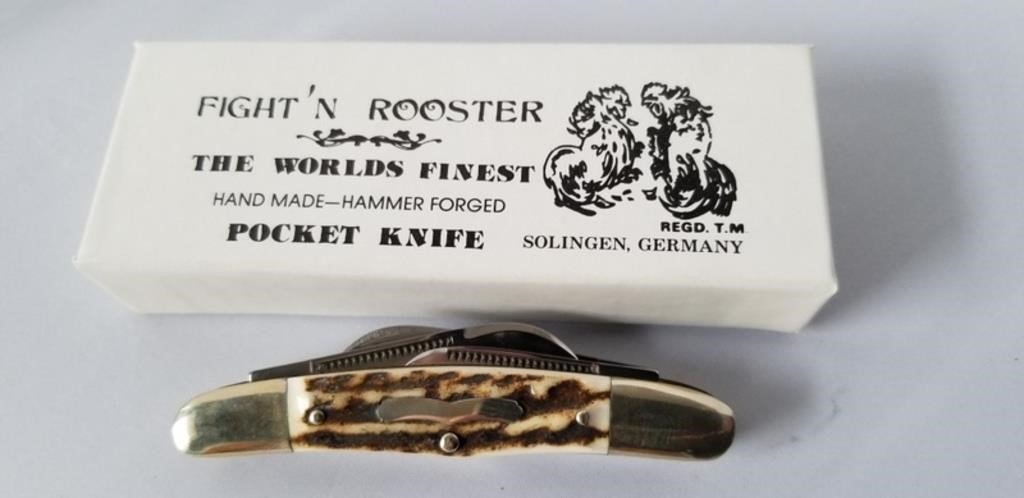 FIGHT 'N ROOSTER
THE WORLDS FINEST
HAND MADE—HAMMER FORGED
POCKET KNIFE
REGD. T.M.
SOLINGEN, GERMANY